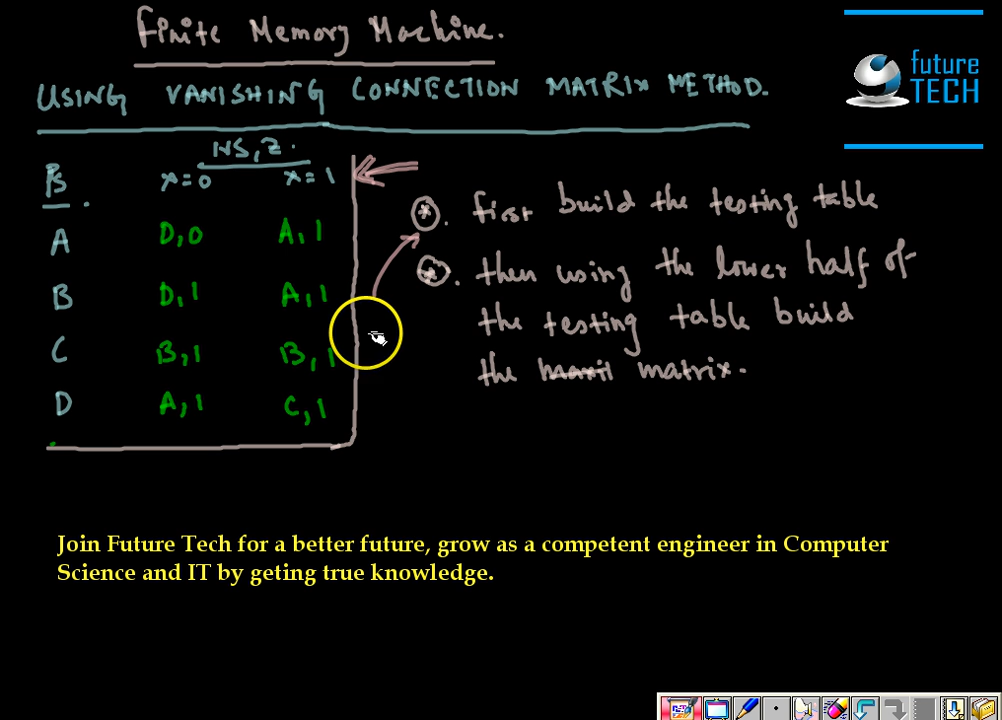 Finite Memory Machine.
future
TECH
USING VANISHING CONNECTION MATRIX METHOD.
NS, Z.
PS x=0 x=1
A D,0 A,1
B D,1 A,1
C B,1 B,1
D A,1 C,1
*. first build the testing table
*. then using the lower half of
the testing table build
the matrix.
Join Future Tech for a better future, grow as a competent engineer in Computer
Science and IT by geting true knowledge.